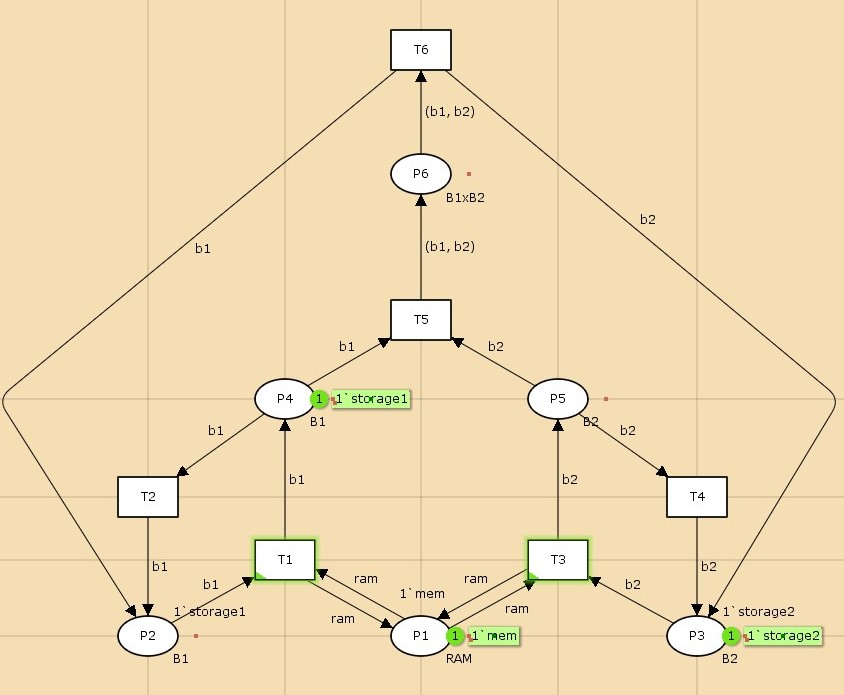 T6
(b1, b2)
P6
B1xB2
b1
b2
(b1, b2)
T5
b1
b2
P4
1
1`storage1
B1
P5
B2
b1
b2
T2
b1
b2
T4
T1
T3
b1
b1
ram
ram
b2
b2
1`storage1
ram
1`mem
ram
1`storage2
P2
B1
P1
1
1`mem
RAM
P3
1
1`storage2
B2